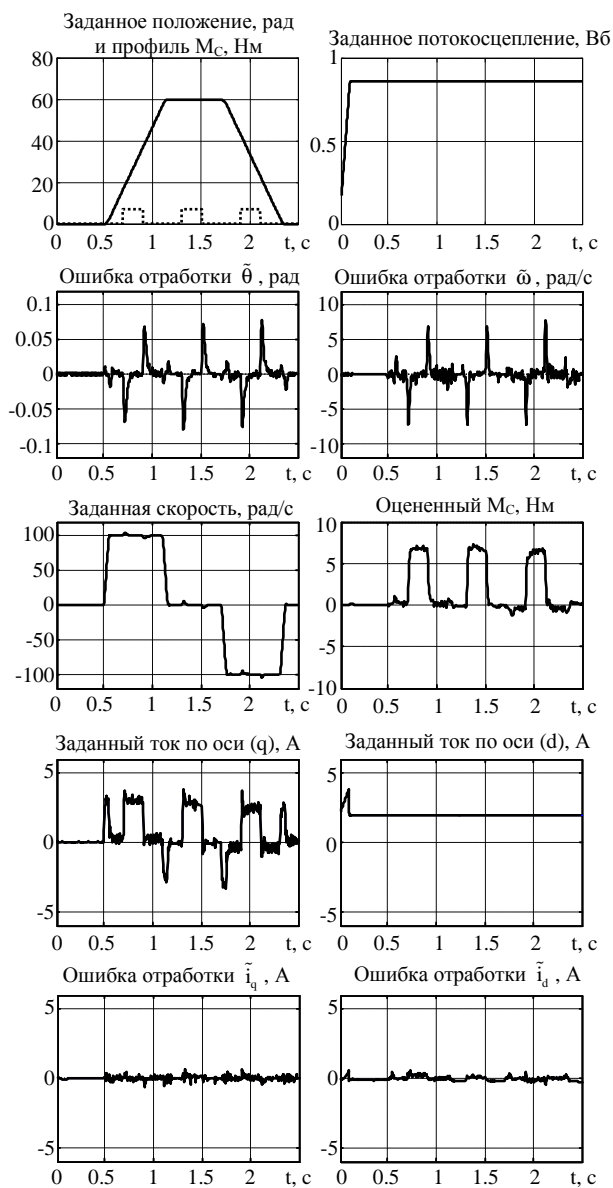 Заданное положение, рад
и профиль MC, Нм
80
60
40
20
0
0 0.5 1 1.5 2 t, c
Заданное потокосцепление, Вб
1
0.5
0
0 0.5 1 1.5 2 t, c
Ошибка отработки θ̃ , рад
0.1
0.05
0
-0.05
-0.1
0 0.5 1 1.5 2 t, c
Ошибка отработки ω̃ , рад/с
10
5
0
-5
-10
0 0.5 1 1.5 2 t, c
Заданная скорость, рад/с
100
50
0
-50
-100
0 0.5 1 1.5 2 t, c
Оцененный MC, Нм
10
5
0
-5
-10
0 0.5 1 1.5 2 t, c
Заданный ток по оси (q), А
5
0
-5
0 0.5 1 1.5 2 t, c
Заданный ток по оси (d), А
5
0
-5
0 0.5 1 1.5 2 t, c
Ошибка отработки ĩq , А
5
0
-5
0 0.5 1 1.5 2 t, c
Ошибка отработки ĩd , А
5
0
-5
0 0.5 1 1.5 2 t, c